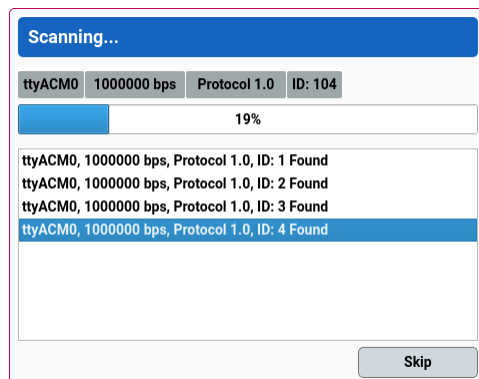 Scanning...
ttyACM0 1000000 bps Protocol 1.0 ID: 104
19%
ttyACM0, 1000000 bps, Protocol 1.0, ID: 1 Found
ttyACM0, 1000000 bps, Protocol 1.0, ID: 2 Found
ttyACM0, 1000000 bps, Protocol 1.0, ID: 3 Found
ttyACM0, 1000000 bps, Protocol 1.0, ID: 4 Found
Skip